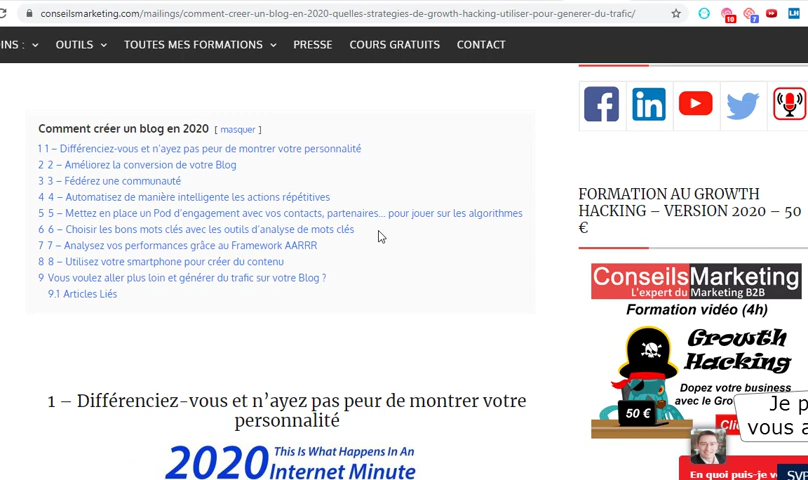 conseilsmarketing.com/mailings/comment-creer-un-blog-en-2020-quelles-strategies-de-growth-hacking-utiliser-pour-generer-du-trafic/
10
7
LH
INS :
OUTILS
TOUTES MES FORMATIONS
PRESSE
COURS GRATUITS
CONTACT
Comment créer un blog en 2020 [ masquer ]
1 1 – Différenciez-vous et n'ayez pas peur de montrer votre personnalité
2 2 – Améliorez la conversion de votre Blog
3 3 – Fédérez une communauté
4 4 – Automatisez de manière intelligente les actions répétitives
5 5 – Mettez en place un Pod d'engagement avec vos contacts, partenaires… pour jouer sur les algorithmes
6 6 – Choisir les bons mots clés avec les outils d'analyse de mots clés
7 7 – Analysez vos performances grâce au Framework AARRR
8 8 – Utilisez votre smartphone pour créer du contenu
9 Vous voulez aller plus loin et générer du trafic sur votre Blog ?
9.1 Articles Liés
1 – Différenciez-vous et n'ayez pas peur de montrer votre
personnalité
2020 This Is What Happens In An
Internet Minute
FORMATION AU GROWTH
HACKING – VERSION 2020 – 50
€
ConseilsMarketing
L'expert du Marketing B2B
Formation vidéo (4h)
Growth
Hacking
Dopez votre business
avec le Gro
50 €
Clic
Je p
vous a
En quoi puis-je v
SVP